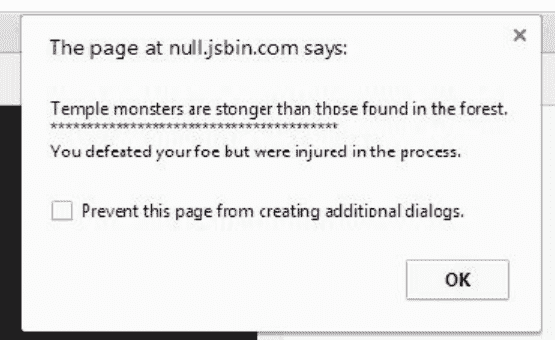 The page at null.jsbin.com says:
Temple monsters are stonger than those found in the forest.
****************************************
You defeated your foe but were injured in the process.
Prevent this page from creating additional dialogs.
OK